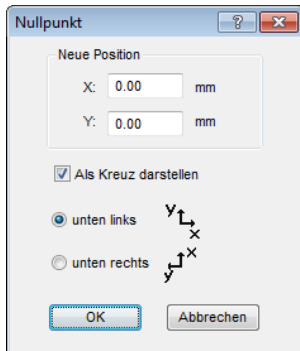 Nullpunkt ?
Neue Position
X: 0.00 mm
Y: 0.00 mm
Als Kreuz darstellen
unten links y x
unten rechts x y
OK Abbrechen